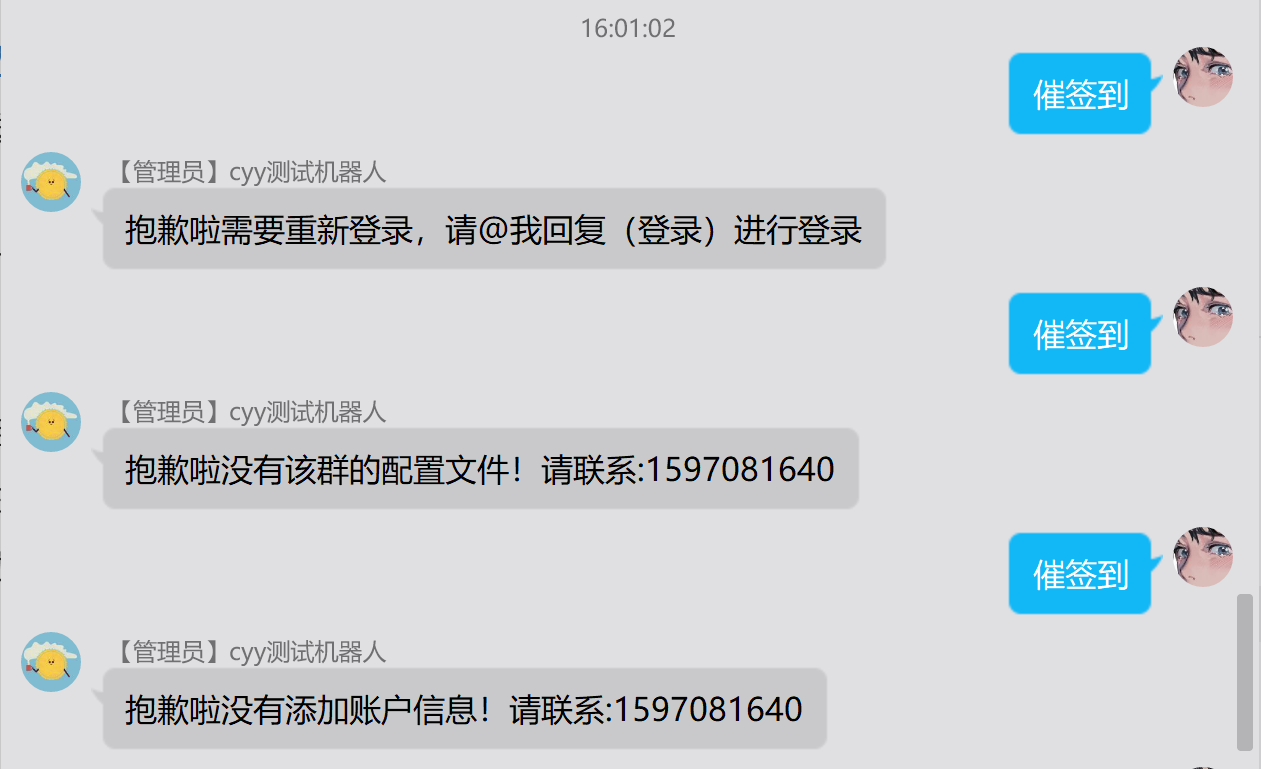 16:01:02
催签到
【管理员】cyy测试机器人
抱歉啦需要重新登录，请@我回复（登录）进行登录
催签到
【管理员】cyy测试机器人
抱歉啦没有该群的配置文件！请联系:1597081640
催签到
【管理员】cyy测试机器人
抱歉啦没有添加账户信息！请联系:1597081640